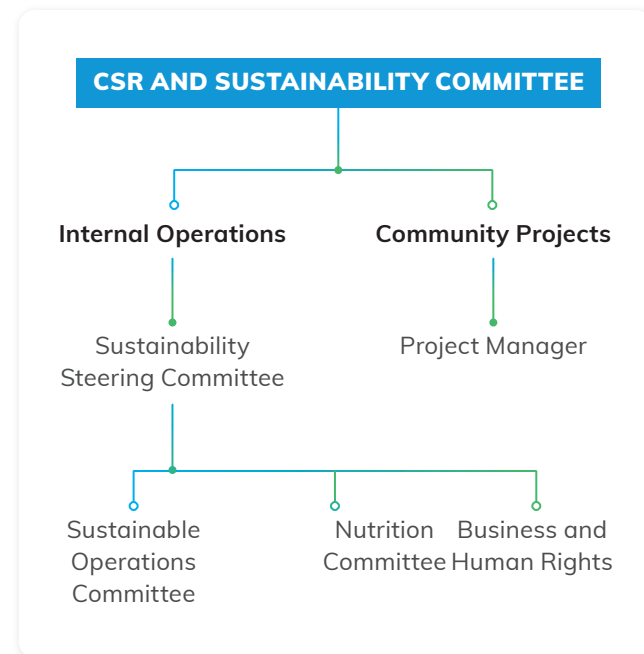 CSR AND SUSTAINABILITY COMMITTEE
Internal Operations
Community Projects
Sustainability
Steering Committee
Project Manager
Sustainable
Operations
Committee
Nutrition
Committee
Business and
Human Rights